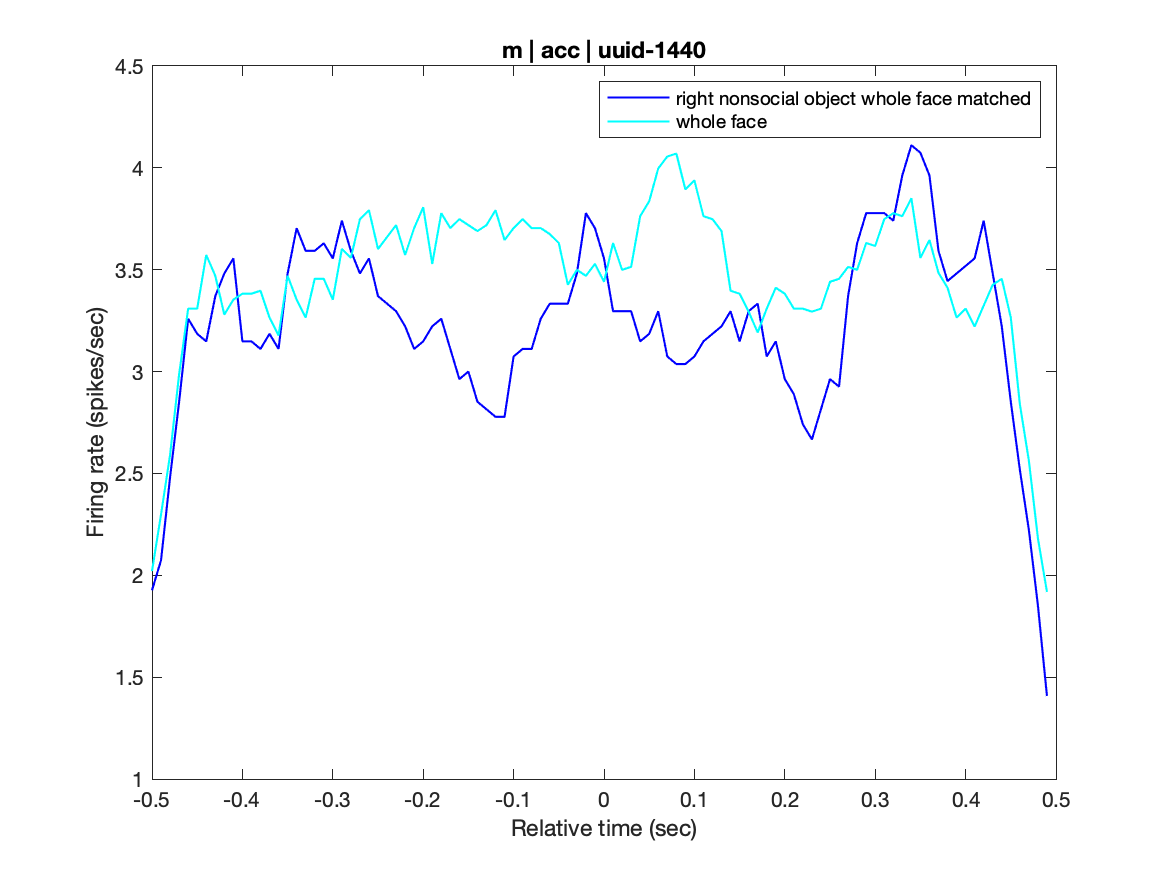 m | acc | uuid-1440
right nonsocial object whole face matched
whole face
4.5
4
3.5
3
2.5
2
1.5
1
Firing rate (spikes/sec)
-0.5 -0.4 -0.3 -0.2 -0.1 0 0.1 0.2 0.3 0.4 0.5
Relative time (sec)